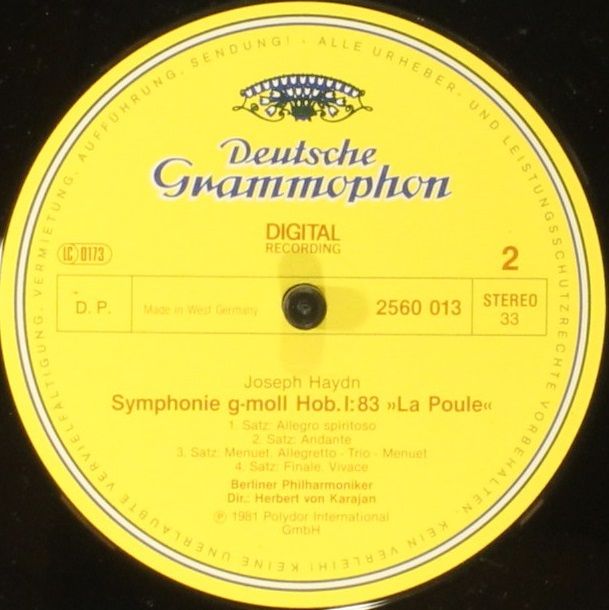 ALLE URHEBER- UND LEISTUNGSSCHUTZRECHTE VORBEHALTEN. KEIN VERLEIH! KEINE UNERLAUBTE VERVIELFÄLTIGUNG, VERMIETUNG, AUFFÜHRUNG, SENDUNG! -
Deutsche
Grammophon
DIGITAL
RECORDING
LC 0173
2
D. P.
Made in West Germany
2560 013
STEREO
33
Joseph Haydn
Symphonie g-moll Hob. I: 83 »La Poule«
1. Satz: Allegro spiritoso
2. Satz: Andante
3. Satz: Menuet. Allegretto - Trio - Menuet
4. Satz: Finale. Vivace
Berliner Philharmoniker
Dir.: Herbert von Karajan
Ⓟ 1981 Polydor International
GmbH